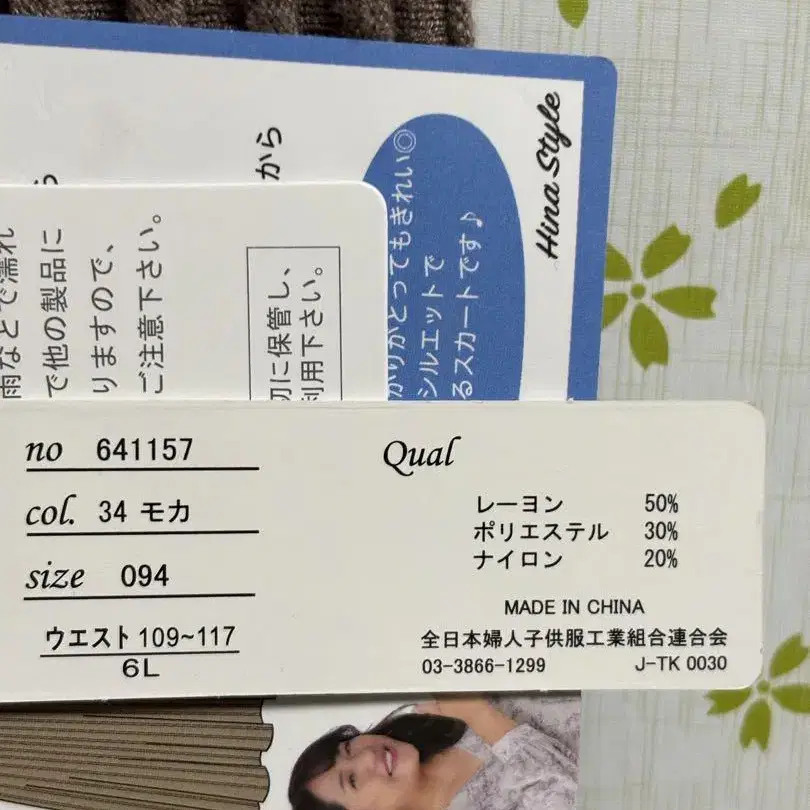 no 641157
col. 34 モカ
size 094
ウエスト 109~117
6L
Qual
レーヨン 50%
ポリエステル 30%
ナイロン 20%
MADE IN CHINA
全日本婦人子供服工業組合連合会
03-3866-1299 J-TK 0030
Hina Style
がりがとってもきれい◎
シルエットで
るスカートです♪
から
雨などで濡れ
で他の製品に
りますので、
ご注意下さい。
切に保管し、
利用下さい。